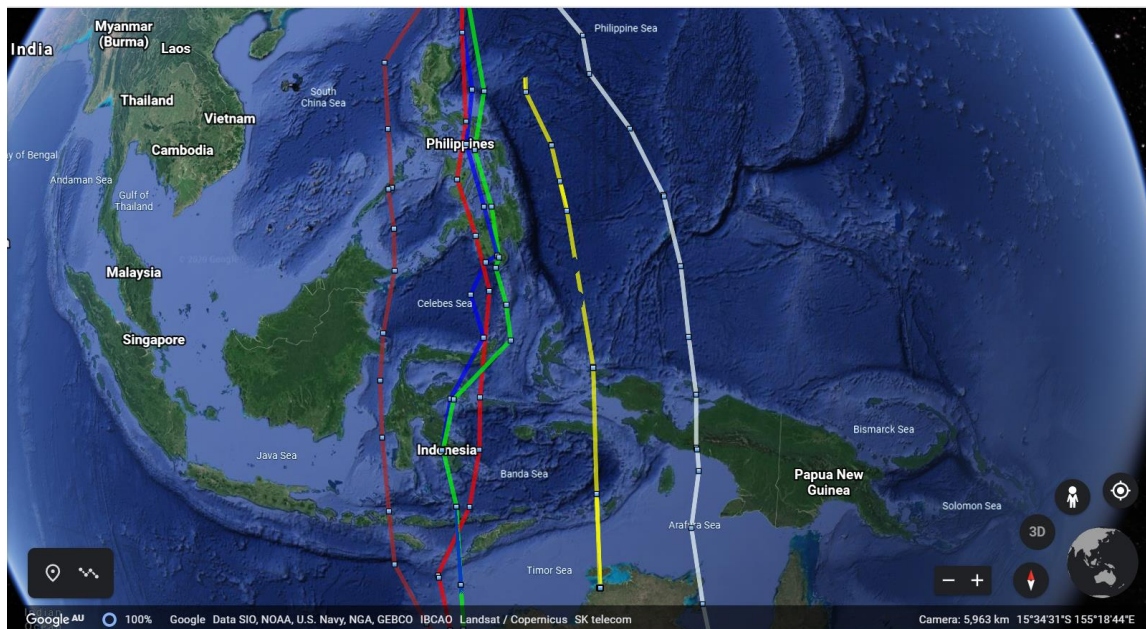 India
Myanmar
(Burma)
Laos
Thailand
Vietnam
Cambodia
South
China Sea
Philippine Sea
Philippines
ay of Bengal
Andaman Sea
Gulf of
Thailand
Malaysia
Celebes Sea
Singapore
Indonesia
Java Sea
Banda Sea
Bismarck Sea
Papua New
Guinea
Solomon Sea
Arafura Sea
Timor Sea
3D
Google AU
100%
Google Data SIO, NOAA, U.S. Navy, NGA, GEBCO IBCAO Landsat / Copernicus SK telecom
Camera: 5,963 km 15°34'31"S 155°18'44"E